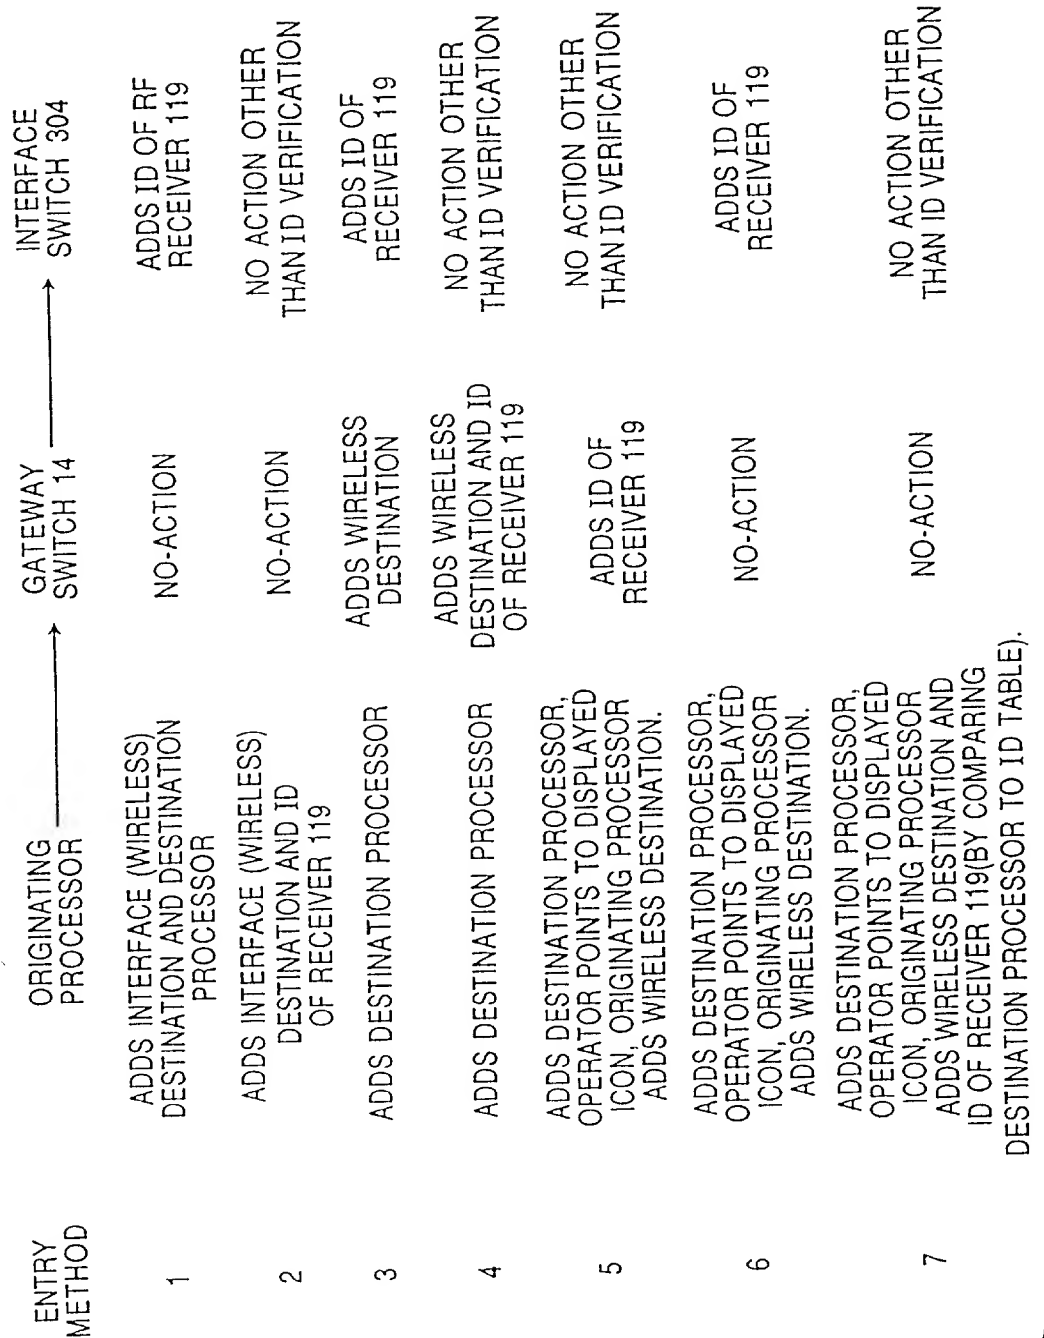 ENTRY
METHOD
ORIGINATING
PROCESSOR
GATEWAY
SWITCH 14
INTERFACE
SWITCH 304
1
ADDS INTERFACE (WIRELESS)
DESTINATION AND DESTINATION
PROCESSOR
NO-ACTION
ADDS ID OF RF
RECEIVER 119
2
ADDS INTERFACE (WIRELESS)
DESTINATION AND ID
OF RECEIVER 119
NO-ACTION
NO ACTION OTHER
THAN ID VERIFICATION
3
ADDS DESTINATION PROCESSOR
ADDS WIRELESS
DESTINATION
ADDS ID OF
RECEIVER 119
4
ADDS DESTINATION PROCESSOR
ADDS WIRELESS
DESTINATION AND ID
OF RECEIVER 119
NO ACTION OTHER
THAN ID VERIFICATION
5
ADDS DESTINATION PROCESSOR,
OPERATOR POINTS TO DISPLAYED
ICON, ORIGINATING PROCESSOR
ADDS WIRELESS DESTINATION.
ADDS ID OF
RECEIVER 119
NO ACTION OTHER
THAN ID VERIFICATION
6
ADDS DESTINATION PROCESSOR,
OPERATOR POINTS TO DISPLAYED
ICON, ORIGINATING PROCESSOR
ADDS WIRELESS DESTINATION.
NO-ACTION
ADDS ID OF
RECEIVER 119
7
ADDS DESTINATION PROCESSOR,
OPERATOR POINTS TO DISPLAYED
ICON, ORIGINATING PROCESSOR
ADDS WIRELESS DESTINATION AND
ID OF RECEIVER 119(BY COMPARING
DESTINATION PROCESSOR TO ID TABLE).
NO-ACTION
NO ACTION OTHER
THAN ID VERIFICATION